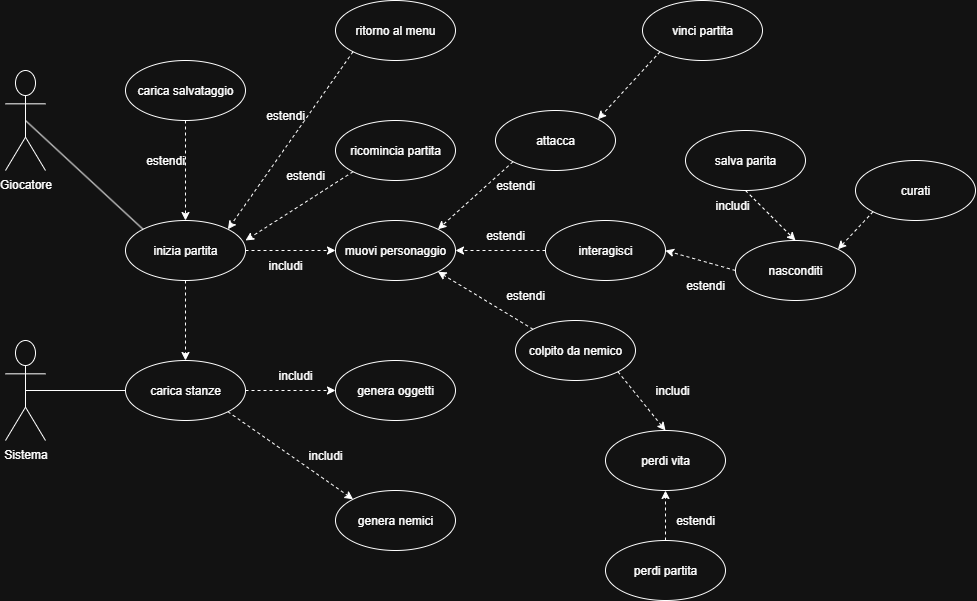 ritorno al menu
vinci partita
carica salvataggio
estendi
attacca
ricomincia partita
salva parita
estendi
estendi
Giocatore
estendi
curati
includi
inizia partita
includi
muovi personaggio
estendi
interagisci
estendi
nasconditi
estendi
colpito da nemico
Sistema
carica stanze
includi
genera oggetti
includi
includi
perdi vita
genera nemici
estendi
perdi partita